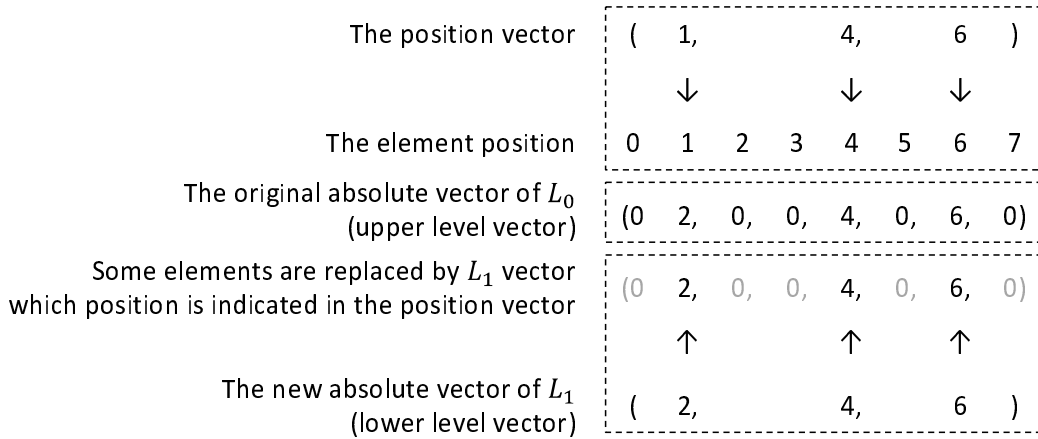 The position vector ( 1, 4, 6 )
↓ ↓ ↓
The element position 0 1 2 3 4 5 6 7
The original absolute vector of L₀
(upper level vector)
(0 2, 0, 0, 4, 0, 6, 0)
Some elements are replaced by L₁ vector
which position is indicated in the position vector
(0 2, 0, 0, 4, 0, 6, 0)
↑ ↑ ↑
The new absolute vector of L₁
(lower level vector)
( 2, 4, 6 )